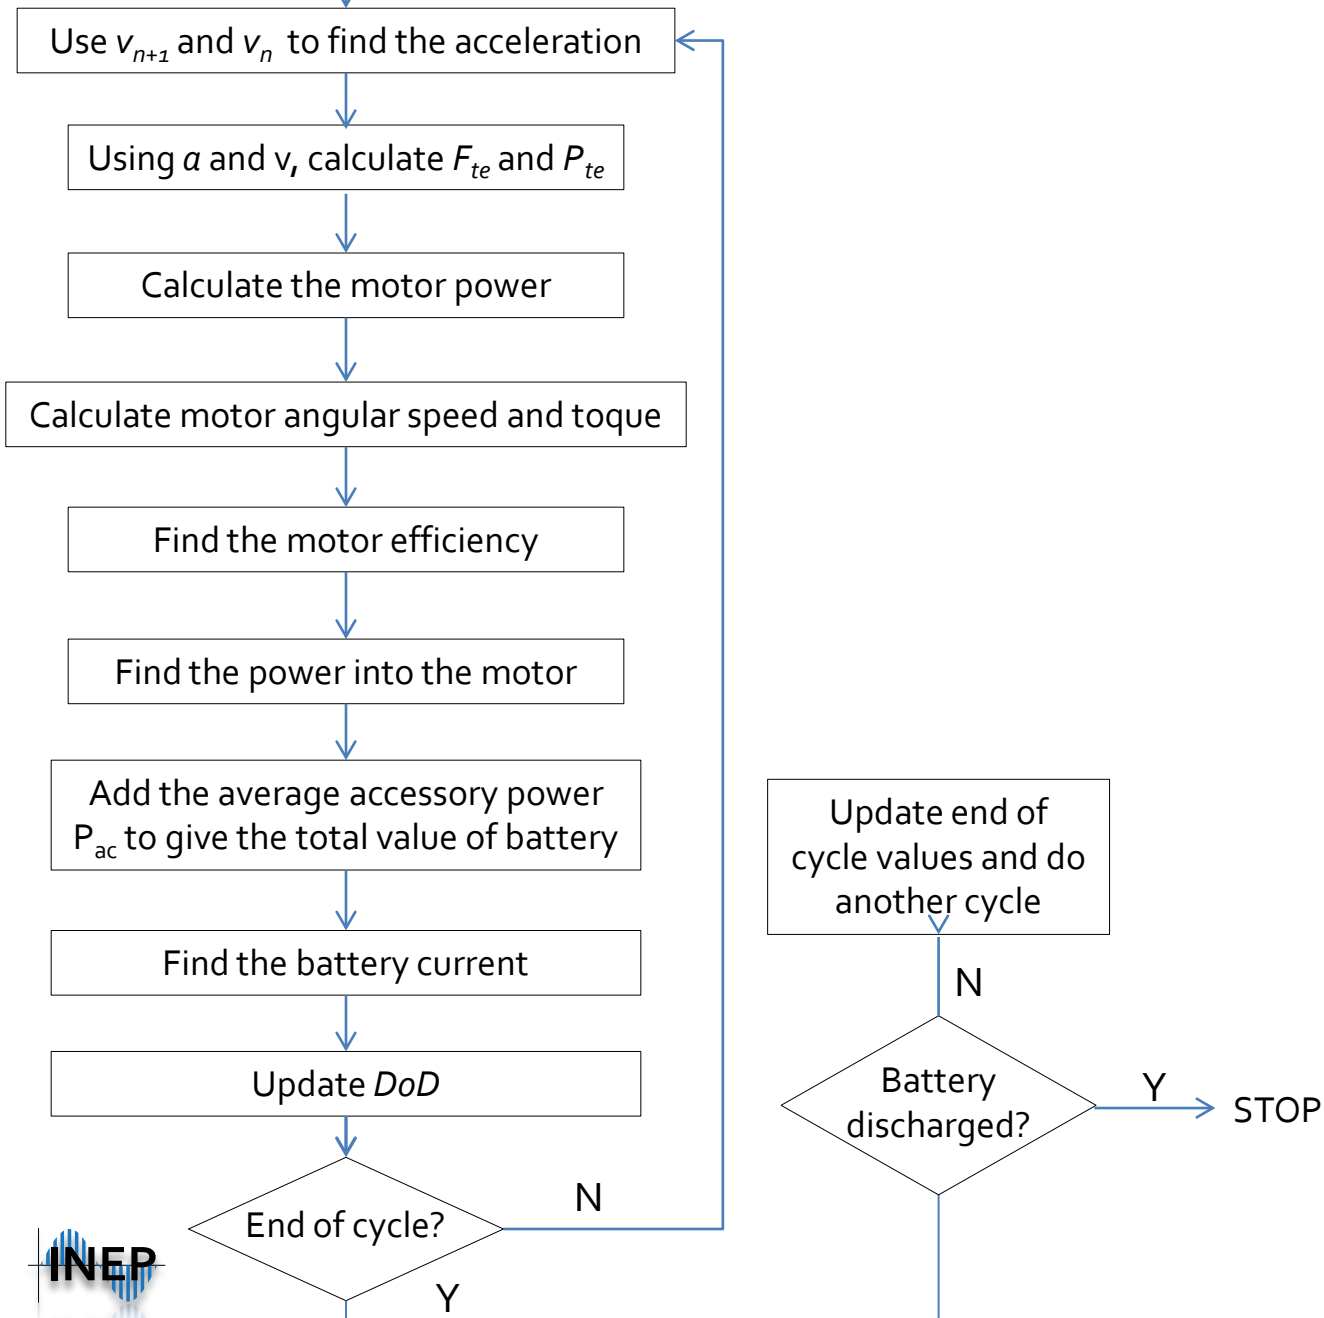 Use vn+1 and vn to find the acceleration
Using a and v, calculate Fte and Pte
Calculate the motor power
Calculate motor angular speed and toque
Find the motor efficiency
Find the power into the motor
Add the average accessory power
Pac to give the total value of battery
Find the battery current
Update DoD
End of cycle?
N
Y
Update end of
cycle values and do
another cycle
N
Battery
discharged?
Y
STOP
INEP